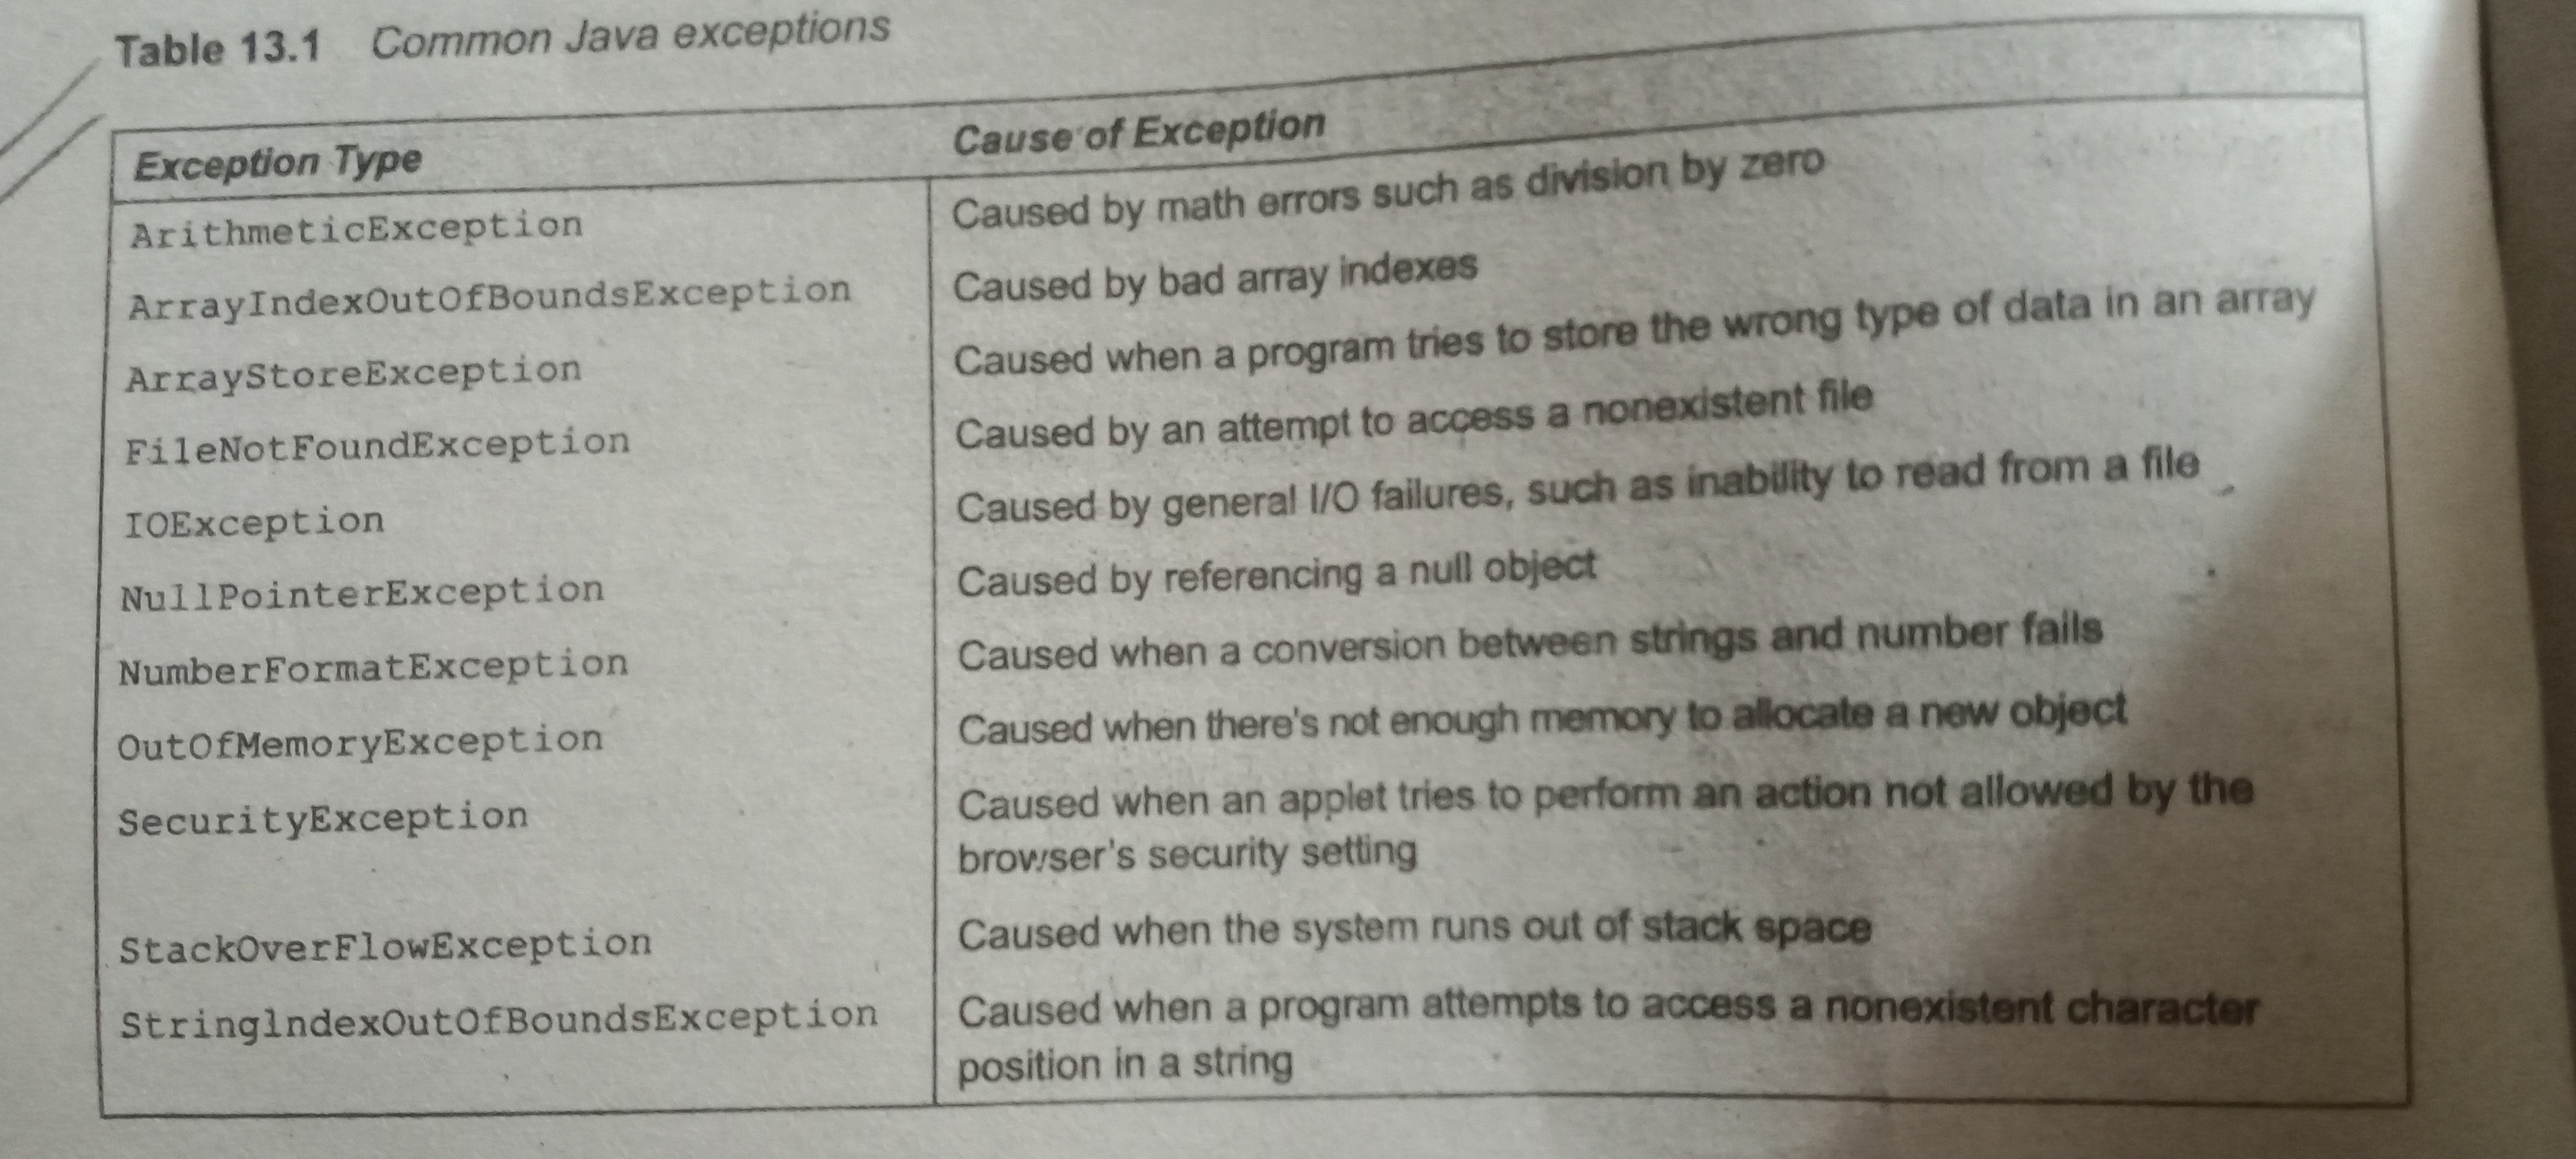 Table 13.1 Common Java exceptions
Exception Type Cause of Exception
ArithmeticException Caused by math errors such as division by zero
ArrayIndexOutOfBoundsException Caused by bad array indexes
ArrayStoreException Caused when a program tries to store the wrong type of data in an array
FileNotFoundException Caused by an attempt to access a nonexistent file
IOException Caused by general I/O failures, such as inability to read from a file
NullPointerException Caused by referencing a null object
NumberFormatException Caused when a conversion between strings and number fails
OutOfMemoryException Caused when there's not enough memory to allocate a new object
SecurityException Caused when an applet tries to perform an action not allowed by the
browser's security setting
StackOverFlowException Caused when the system runs out of stack space
StringlndexOutOfBoundsException Caused when a program attempts to access a nonexistent character
position in a string